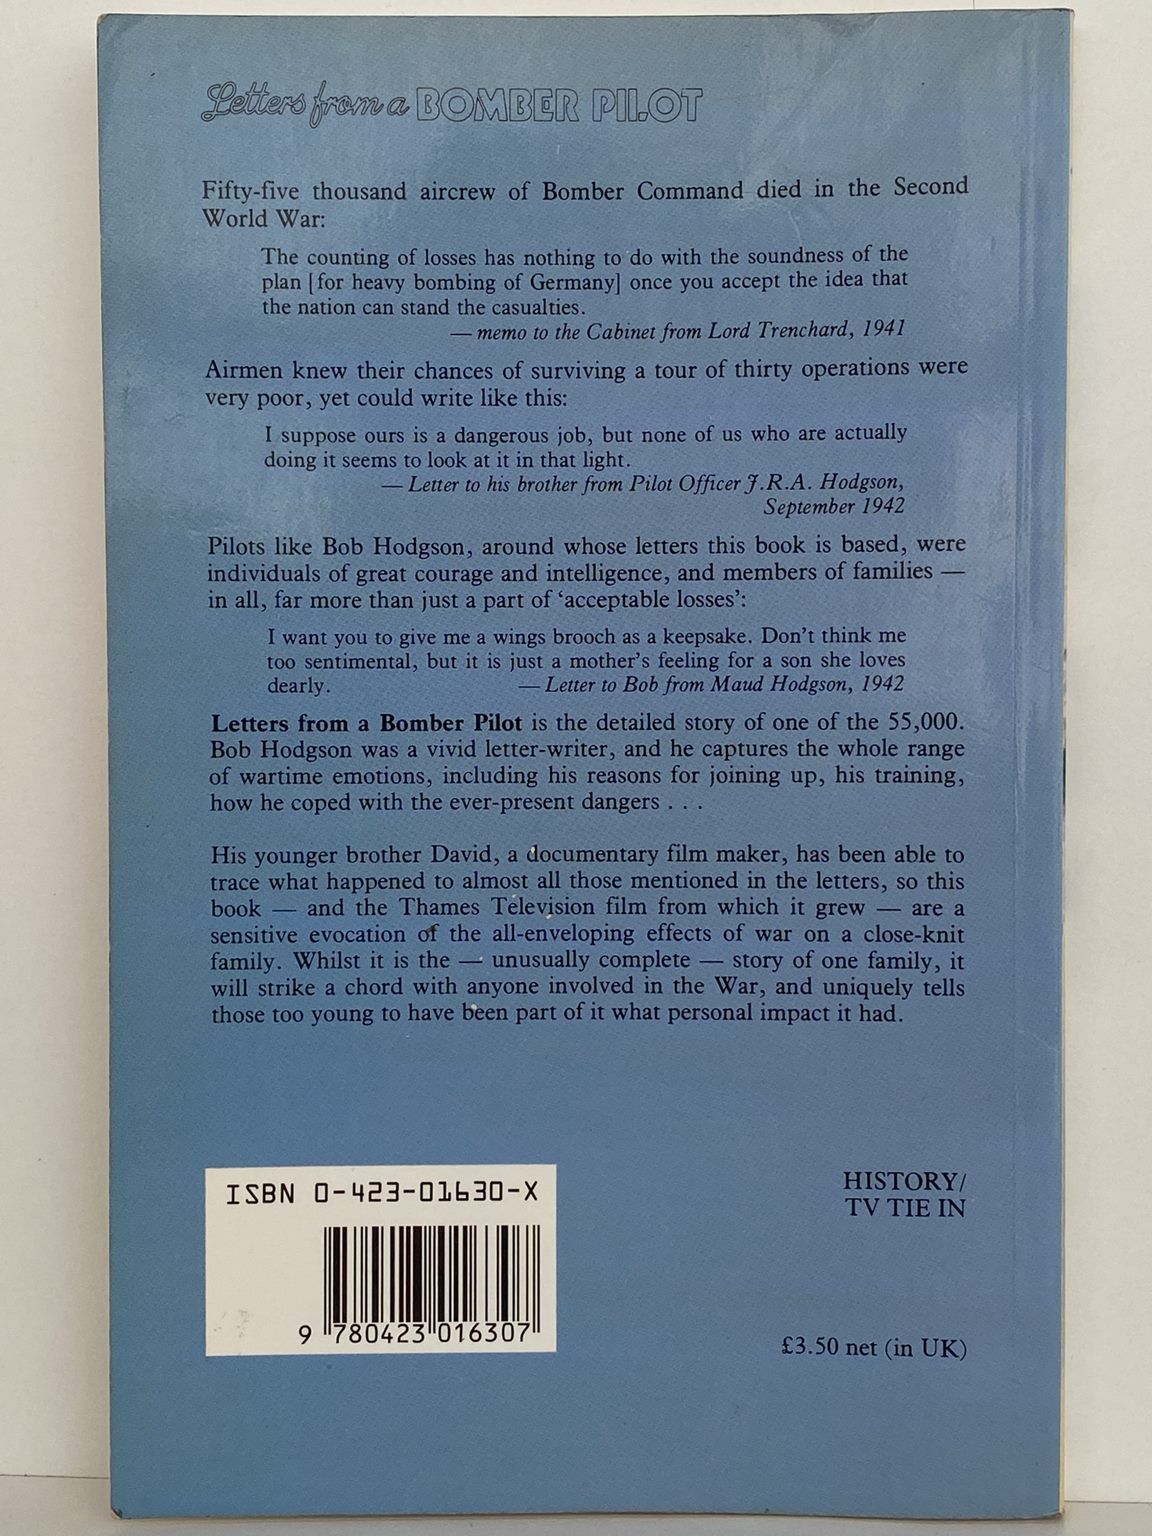 Letters from a BOMBER PILOT
Fifty-five thousand aircrew of Bomber Command died in the Second
World War:
The counting of losses has nothing to do with the soundness of the
plan [for heavy bombing of Germany] once you accept the idea that
the nation can stand the casualties.
— memo to the Cabinet from Lord Trenchard, 1941
Airmen knew their chances of surviving a tour of thirty operations were
very poor, yet could write like this:
I suppose ours is a dangerous job, but none of us who are actually
doing it seems to look at it in that light.
— Letter to his brother from Pilot Officer J.R.A. Hodgson,
September 1942
Pilots like Bob Hodgson, around whose letters this book is based, were
individuals of great courage and intelligence, and members of families —
in all, far more than just a part of ‘acceptable losses’:
I want you to give me a wings brooch as a keepsake. Don’t think me
too sentimental, but it is just a mother’s feeling for a son she loves
dearly. — Letter to Bob from Maud Hodgson, 1942
Letters from a Bomber Pilot is the detailed story of one of the 55,000.
Bob Hodgson was a vivid letter-writer, and he captures the whole range
of wartime emotions, including his reasons for joining up, his training,
how he coped with the ever-present dangers . . .
His younger brother David, a documentary film maker, has been able to
trace what happened to almost all those mentioned in the letters, so this
book — and the Thames Television film from which it grew — are a
sensitive evocation of the all-enveloping effects of war on a close-knit
family. Whilst it is the — unusually complete — story of one family, it
will strike a chord with anyone involved in the War, and uniquely tells
those too young to have been part of it what personal impact it had.
ISBN 0-423-01630-X
9 780423 016307
HISTORY/
TV TIE IN
£3.50 net (in UK)